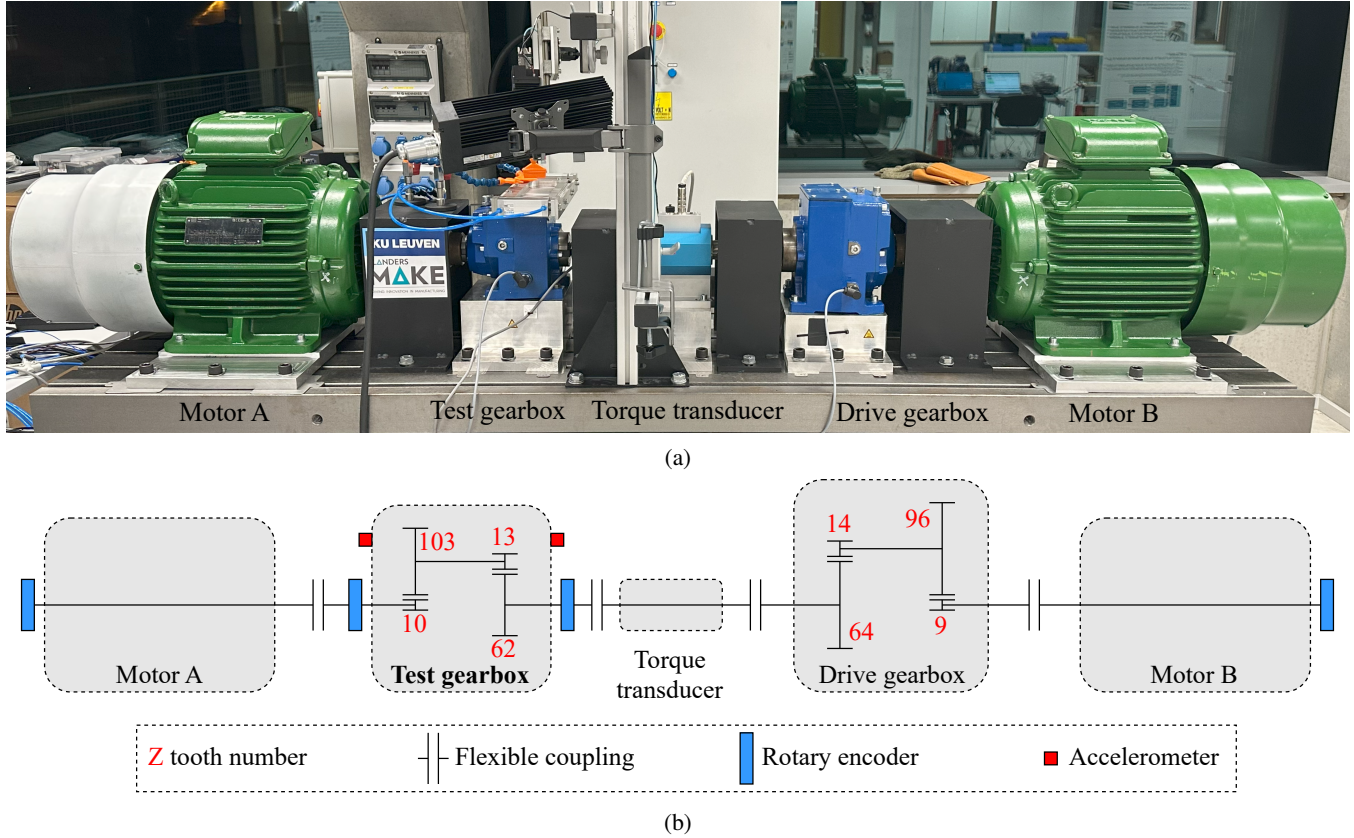 KU LEUVEN
MAKE
Motor A
Test gearbox
Torque transducer
Drive gearbox
Motor B
(a)
103
13
14
96
10
62
64
9
Motor A
Test gearbox
Torque
transducer
Drive gearbox
Motor B
Z tooth number
Flexible coupling
Rotary encoder
Accelerometer
(b)